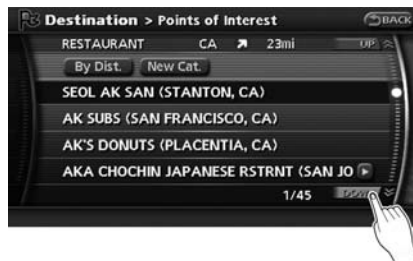 Destination > Points of Interest BACK
RESTAURANT CA 23mi UP
By Dist. New Cat.
SEOL AK SAN (STANTON, CA)
AK SUBS (SAN FRANCISCO, CA)
AK'S DONUTS (PLACENTIA, CA)
AKA CHOCHIN JAPANESE RSTRNT (SAN JO
1/45